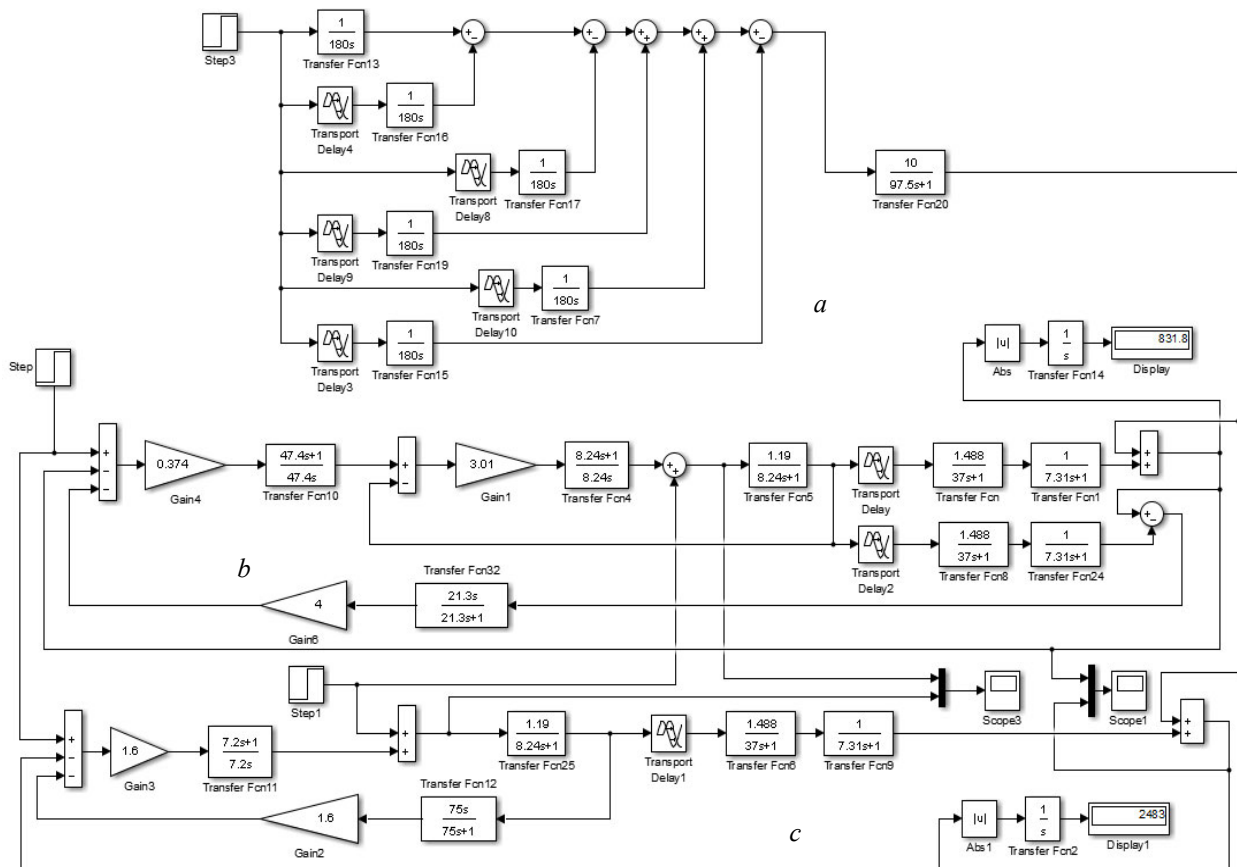 1
180s
Step3
Transfer Fcn13
+ -
+ -
+ +
+ +
+ -
Transport
Delay4
1
180s
Transfer Fcn16
Transport
Delay8
1
180s
Transfer Fcn17
10
97.5s+1
Transfer Fcn20
Transport
Delay9
1
180s
Transfer Fcn19
Transport
Delay10
1
180s
Transfer Fcn7
a
Transport
Delay3
1
180s
Transfer Fcn15
Step
|u|
Abs
1
s
Transfer Fcn14
831.8
Display
+
-
-
0.374
Gain4
47.4s+1
47.4s
Transfer Fcn10
+
-
3.01
Gain1
8.24s+1
8.24s
Transfer Fcn4
+ +
1.19
8.24s+1
Transfer Fcn5
Transport
Delay
1.488
37s+1
Transfer Fcn
1
7.31s+1
Transfer Fcn1
+
+
+ -
b
Transport
Delay2
1.488
37s+1
Transfer Fcn8
1
7.31s+1
Transfer Fcn24
Transfer Fcn32
21.3s
21.3s+1
4
Gain6
Step1
Scope3
Scope1
+
-
-
1.6
Gain3
7.2s+1
7.2s
Transfer Fcn11
+
+
1.19
8.24s+1
Transfer Fcn25
Transport
Delay1
1.488
37s+1
Transfer Fcn6
1
7.31s+1
Transfer Fcn9
+
+
Transfer Fcn12
75s
75s+1
1.6
Gain2
c
|u|
Abs1
1
s
Transfer Fcn2
2483
Display1